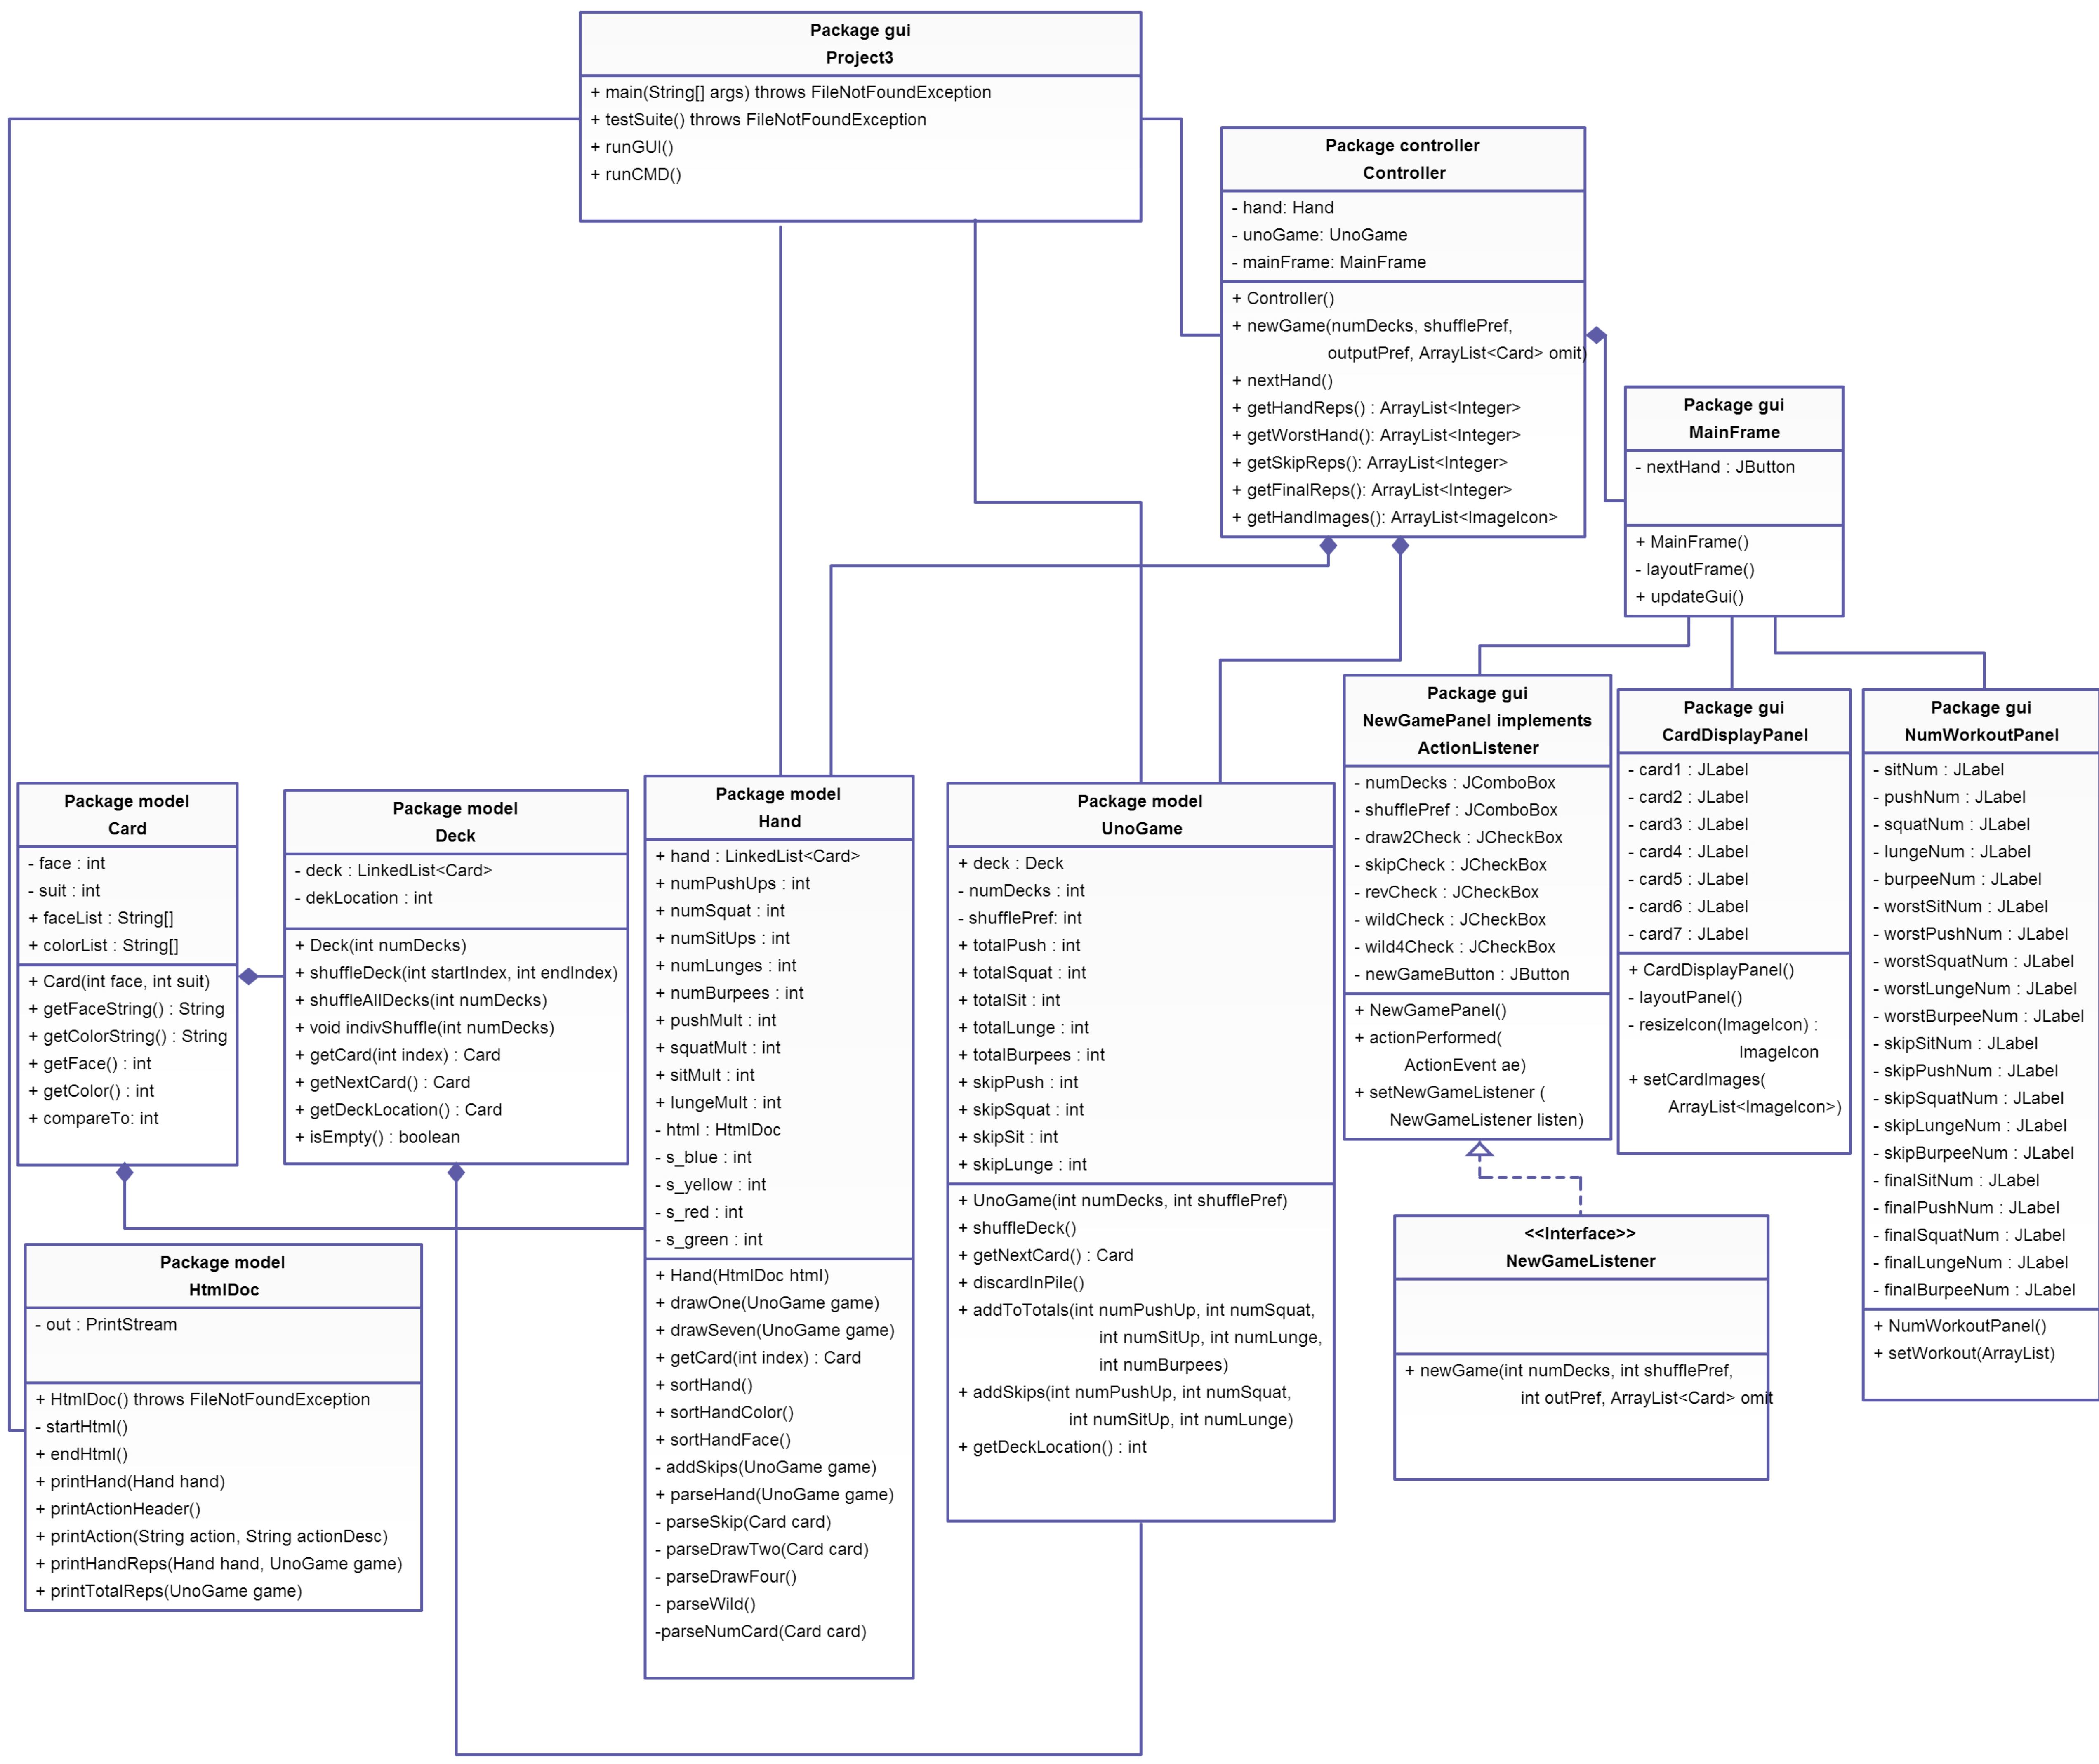 Package gui
Project3
+ main(String[] args) throws FileNotFoundException
+ testSuite() throws FileNotFoundException
+ runGUI()
+ runCMD()
Package controller
Controller
- hand: Hand
- unoGame: UnoGame
- mainFrame: MainFrame
+ Controller()
+ newGame(numDecks, shufflePref,
outputPref, ArrayList<Card> omit)
+ nextHand()
+ getHandReps() : ArrayList<Integer>
+ getWorstHand(): ArrayList<Integer>
+ getSkipReps(): ArrayList<Integer>
+ getFinalReps(): ArrayList<Integer>
+ getHandImages(): ArrayList<ImageIcon>
Package gui
MainFrame
- nextHand : JButton
+ MainFrame()
- layoutFrame()
+ updateGui()
Package model
Card
- face : int
- suit : int
+ faceList : String[]
+ colorList : String[]
+ Card(int face, int suit)
+ getFaceString() : String
+ getColorString() : String
+ getFace() : int
+ getColor() : int
+ compareTo: int
Package model
Deck
- deck : LinkedList<Card>
- dekLocation : int
+ Deck(int numDecks)
+ shuffleDeck(int startIndex, int endIndex)
+ shuffleAllDecks(int numDecks)
+ void indivShuffle(int numDecks)
+ getCard(int index) : Card
+ getNextCard() : Card
+ getDeckLocation() : Card
+ isEmpty() : boolean
Package model
Hand
+ hand : LinkedList<Card>
+ numPushUps : int
+ numSquat : int
+ numSitUps : int
+ numLunges : int
+ numBurpees : int
+ pushMult : int
+ squatMult : int
+ sitMult : int
+ lungeMult : int
- html : HtmlDoc
- s_blue : int
- s_yellow : int
- s_red : int
- s_green : int
+ Hand(HtmlDoc html)
+ drawOne(UnoGame game)
+ drawSeven(UnoGame game)
+ getCard(int index) : Card
+ sortHand()
+ sortHandColor()
+ sortHandFace()
- addSkips(UnoGame game)
+ parseHand(UnoGame game)
- parseSkip(Card card)
- parseDrawTwo(Card card)
- parseDrawFour()
- parseWild()
-parseNumCard(Card card)
Package model
UnoGame
+ deck : Deck
- numDecks : int
- shufflePref: int
+ totalPush : int
+ totalSquat : int
+ totalSit : int
+ totalLunge : int
+ totalBurpees : int
+ skipPush : int
+ skipSquat : int
+ skipSit : int
+ skipLunge : int
+ UnoGame(int numDecks, int shufflePref)
+ shuffleDeck()
+ getNextCard() : Card
+ discardInPile()
+ addToTotals(int numPushUp, int numSquat,
int numSitUp, int numLunge,
int numBurpees)
+ addSkips(int numPushUp, int numSquat,
int numSitUp, int numLunge)
+ getDeckLocation() : int
Package gui
NewGamePanel implements
ActionListener
- numDecks : JComboBox
- shufflePref : JComboBox
- draw2Check : JCheckBox
- skipCheck : JCheckBox
- revCheck : JCheckBox
- wildCheck : JCheckBox
- wild4Check : JCheckBox
- newGameButton : JButton
+ NewGamePanel()
+ actionPerformed(
ActionEvent ae)
+ setNewGameListener (
NewGameListener listen)
Package gui
CardDisplayPanel
- card1 : JLabel
- card2 : JLabel
- card3 : JLabel
- card4 : JLabel
- card5 : JLabel
- card6 : JLabel
- card7 : JLabel
+ CardDisplayPanel()
- layoutPanel()
- resizeIcon(ImageIcon) :
ImageIcon
+ setCardImages(
ArrayList<ImageIcon>)
Package gui
NumWorkoutPanel
- sitNum : JLabel
- pushNum : JLabel
- squatNum : JLabel
- lungeNum : JLabel
- burpeeNum : JLabel
- worstSitNum : JLabel
- worstPushNum : JLabel
- worstSquatNum : JLabel
- worstLungeNum : JLabel
- worstBurpeeNum : JLabel
- skipSitNum : JLabel
- skipPushNum : JLabel
- skipSquatNum : JLabel
- skipLungeNum : JLabel
- skipBurpeeNum : JLabel
- finalSitNum : JLabel
- finalPushNum : JLabel
- finalSquatNum : JLabel
- finalLungeNum : JLabel
- finalBurpeeNum : JLabel
+ NumWorkoutPanel()
+ setWorkout(ArrayList)
<<Interface>>
NewGameListener
+ newGame(int numDecks, int shufflePref,
int outPref, ArrayList<Card> omit
Package model
HtmlDoc
- out : PrintStream
+ HtmlDoc() throws FileNotFoundException
- startHtml()
+ endHtml()
+ printHand(Hand hand)
+ printActionHeader()
+ printAction(String action, String actionDesc)
+ printHandReps(Hand hand, UnoGame game)
+ printTotalReps(UnoGame game)